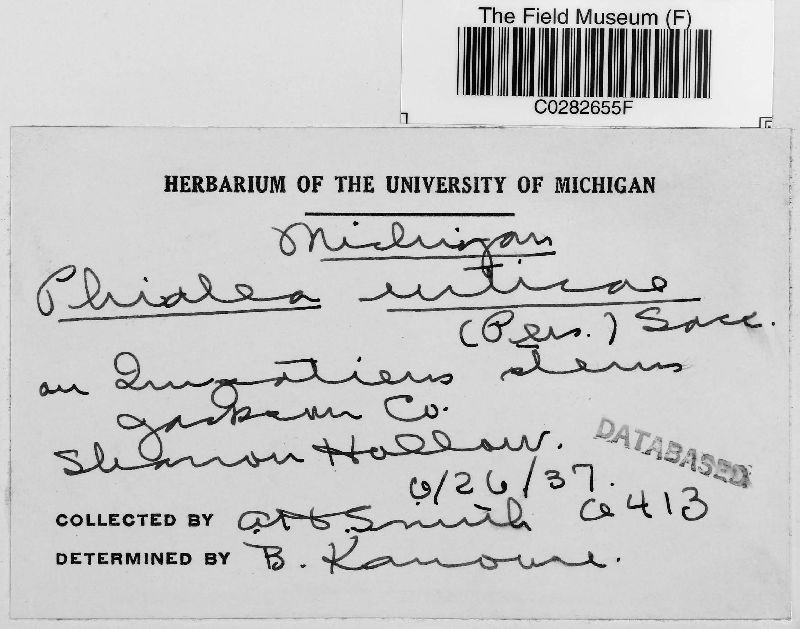 The Field Museum (F)
C0282655F
HERBARIUM OF THE UNIVERSITY OF MICHIGAN
Michigan
Phialea urticae
(Pers.) Sacc.
on Impatiens stems
Jackson Co.
Sharon Hollow.
DATABASED
6/26/37.
COLLECTED BY A.H. Smith 6413
DETERMINED BY B. Kanouse.